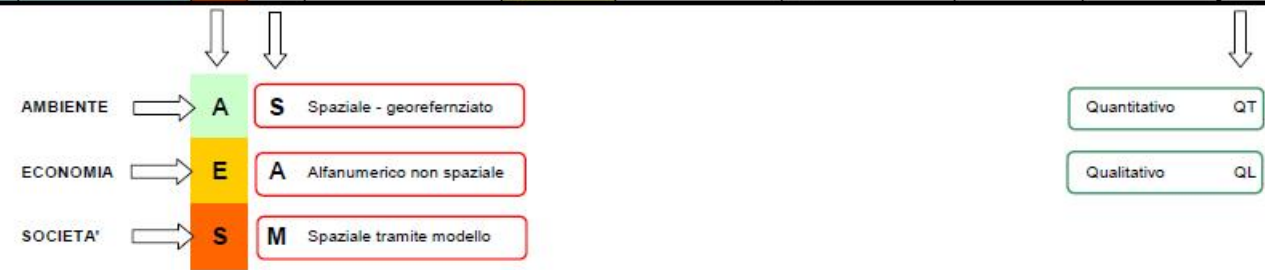 AMBIENTE A S Spaziale - georefernziato Quantitativo QT
ECONOMIA E A Alfanumerico non spaziale Qualitativo QL
SOCIETA' S M Spaziale tramite modello